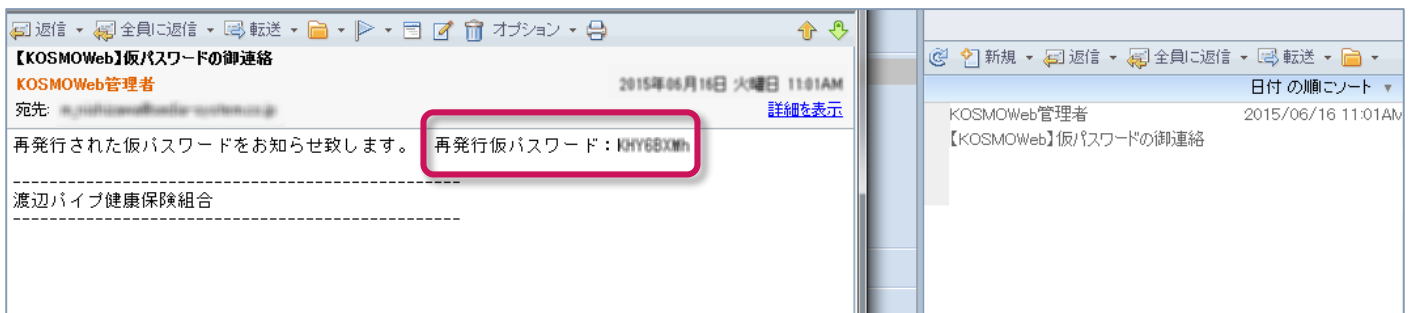 返信 全員に返信 転送 オプション
【KOSMOWeb】仮パスワードの御連絡
KOSMOWeb管理者 2015年06月16日 火曜日 11:01AM
宛先: 詳細を表示
再発行された仮パスワードをお知らせ致します。 再発行仮パスワード：
--------------------------------------------------
渡辺パイプ健康保険組合
--------------------------------------------------
新規 返信 全員に返信 転送
日付 の順にソート
KOSMOWeb管理者 2015/06/16 11:01AM
【KOSMOWeb】仮パスワードの御連絡